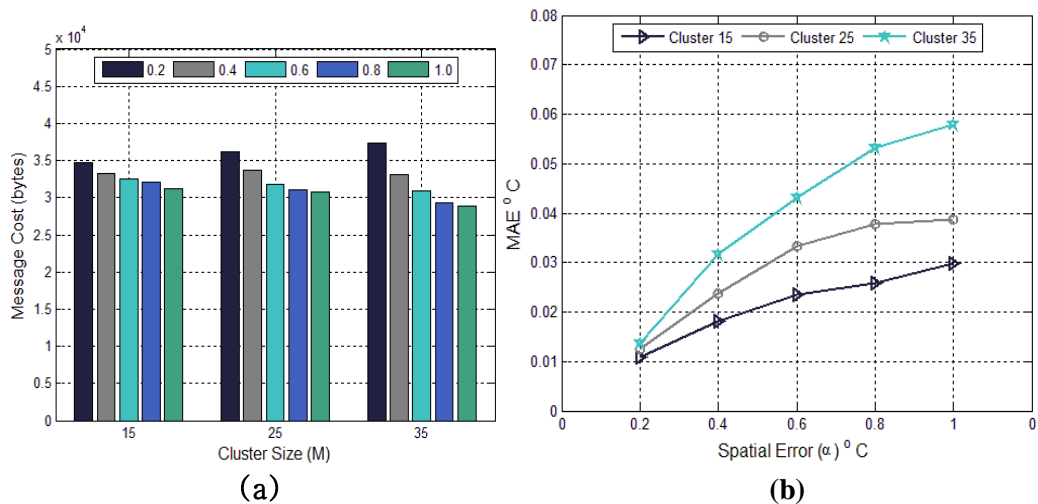 x 10⁴
5
4.5
4
3.5
3
2.5
2
1.5
1
0.5
0
0.2 0.4 0.6 0.8 1.0
Message Cost (bytes)
15 25 35
Cluster Size (M)
(a)
0.08
0.07
0.06
0.05
0.04
0.03
0.02
0.01
0
Cluster 15 Cluster 25 Cluster 35
MAE ° C
0 0.2 0.4 0.6 0.8 1 0
Spatial Error (α) ° C
(b)